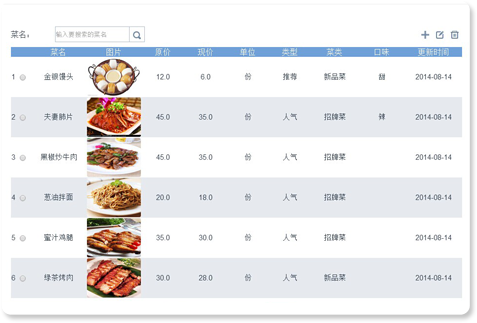 菜名: 输入要搜索的菜名
菜名 图片 原价 现价 单位 类型 菜类 口味 更新时间
1 金银馒头 12.0 6.0 份 推荐 新品菜 甜 2014-08-14
2 夫妻肺片 45.0 35.0 份 人气 招牌菜 辣 2014-08-14
3 黑椒炒牛肉 45.0 35.0 份 人气 招牌菜 2014-08-14
4 葱油拌面 20.0 18.0 份 人气 招牌菜 2014-08-14
5 蜜汁鸡腿 35.0 30.0 份 人气 招牌菜 2014-08-14
6 绿茶烤肉 30.0 28.0 份 人气 新品菜 2014-08-14